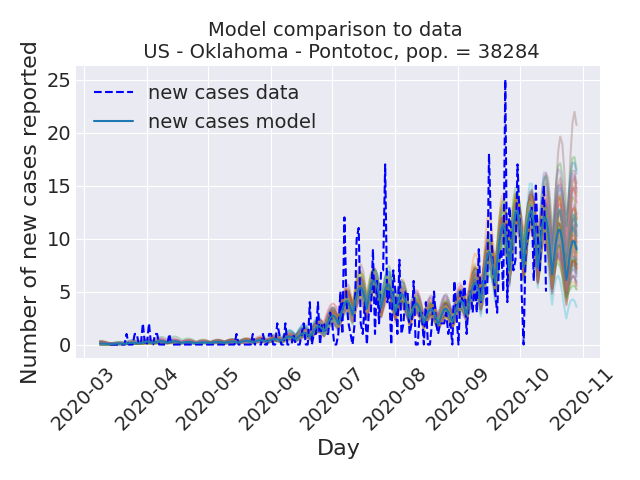 Model comparison to data
US - Oklahoma - Pontotoc, pop. = 38284
Number of new cases reported
25
20
15
10
5
0
new cases data
new cases model
2020-03
2020-04
2020-05
2020-06
2020-07
2020-08
2020-09
2020-10
2020-11
Day